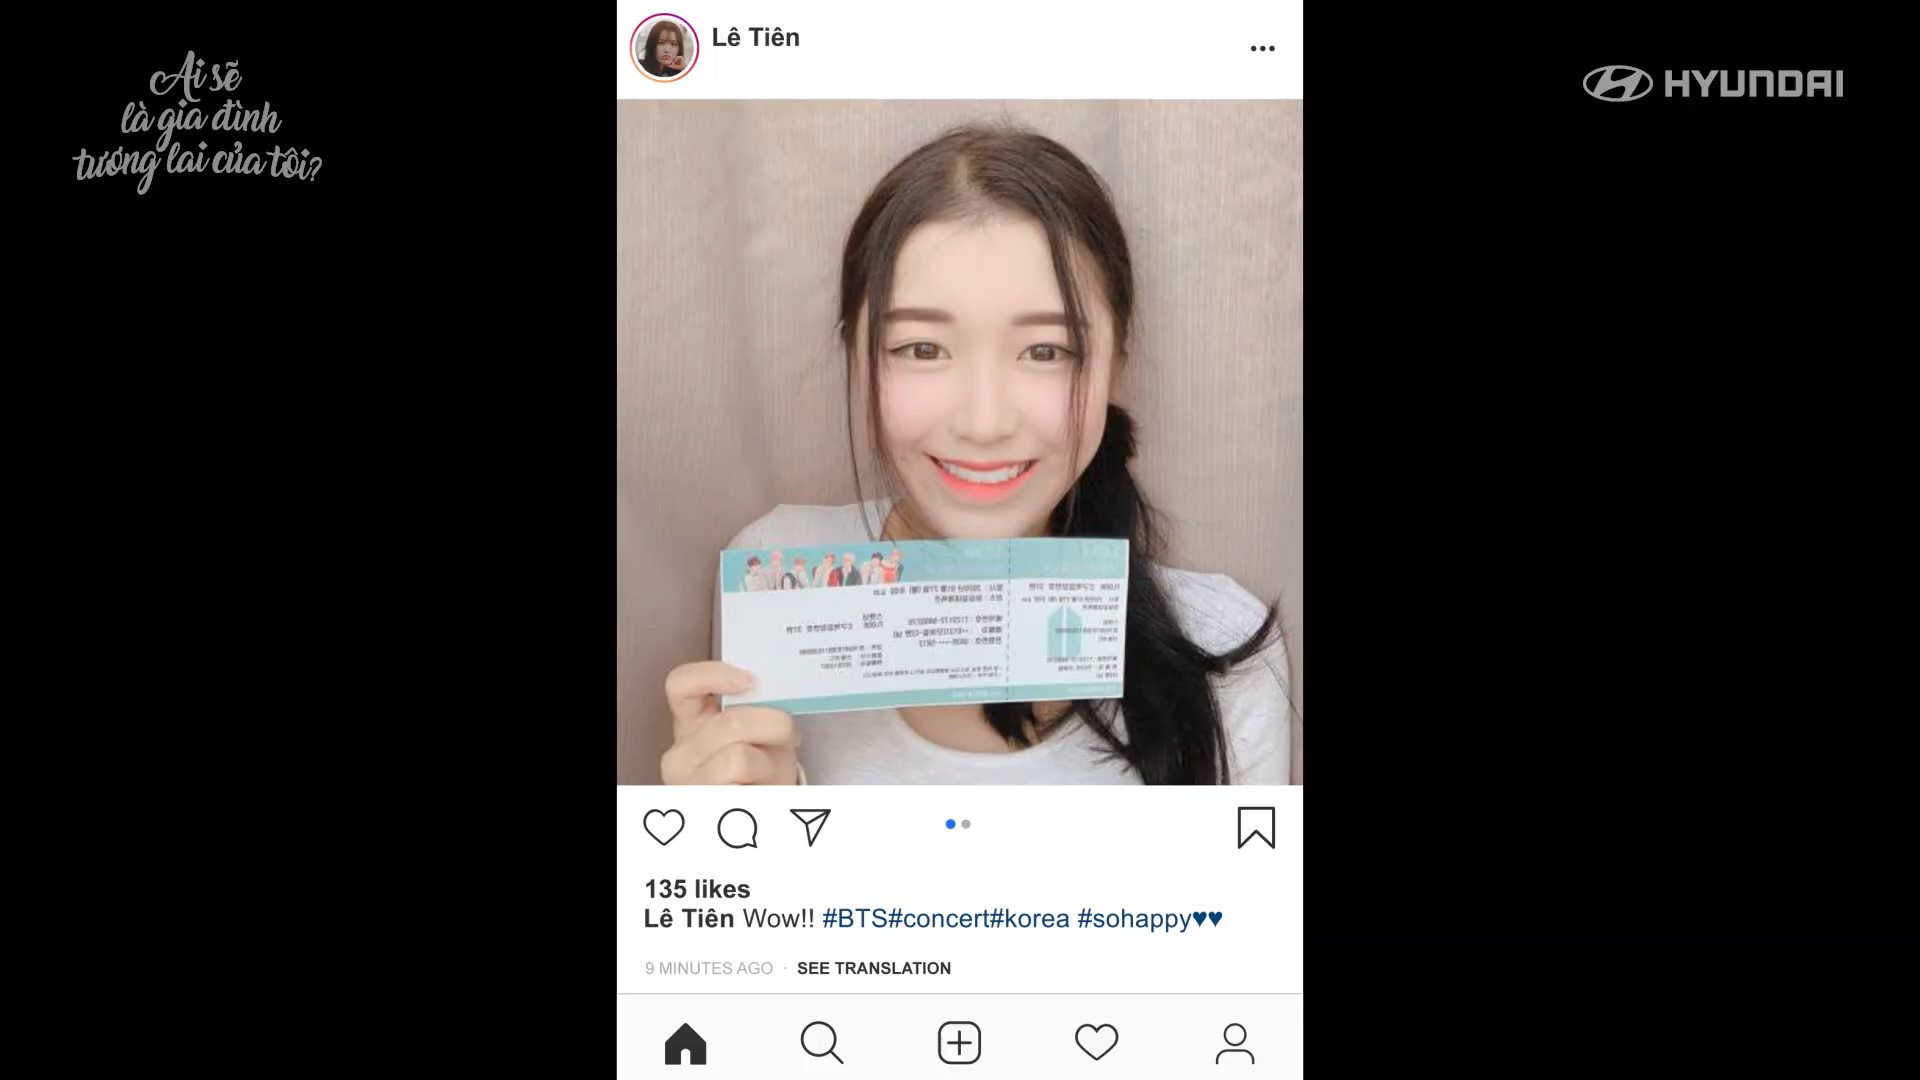 Ai sẽ
là gia đình
tương lai của tôi?
Lê Tiên
HYUNDAI
135 likes
Lê Tiên Wow!! #BTS#concert#korea #sohappy♥♥
9 MINUTES AGO · SEE TRANSLATION